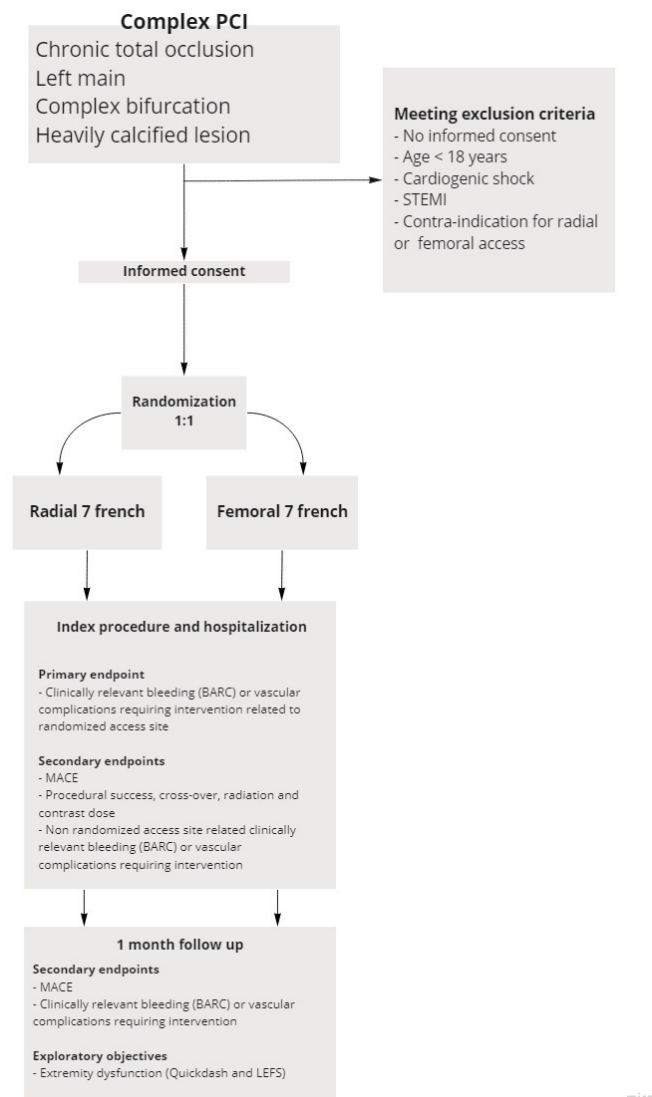 Complex PCI
Chronic total occlusion
Left main
Complex bifurcation
Heavily calcified lesion
Meeting exclusion criteria
- No informed consent
- Age < 18 years
- Cardiogenic shock
- STEMI
- Contra-indication for radial
or femoral access
Informed consent
Randomization
1:1
Radial 7 french
Femoral 7 french
Index procedure and hospitalization
Primary endpoint
- Clinically relevant bleeding (BARC) or vascular
complications requiring intervention related to
randomized access site
Secondary endpoints
- MACE
- Procedural success, cross-over, radiation and
contrast dose
- Non randomized access site related clinically
relevant bleeding (BARC) or vascular
complications requiring intervention
1 month follow up
Secondary endpoints
- MACE
- Clinically relevant bleeding (BARC) or vascular
complications requiring intervention
Exploratory objectives
- Extremity dysfunction (Quickdash and LEFS)